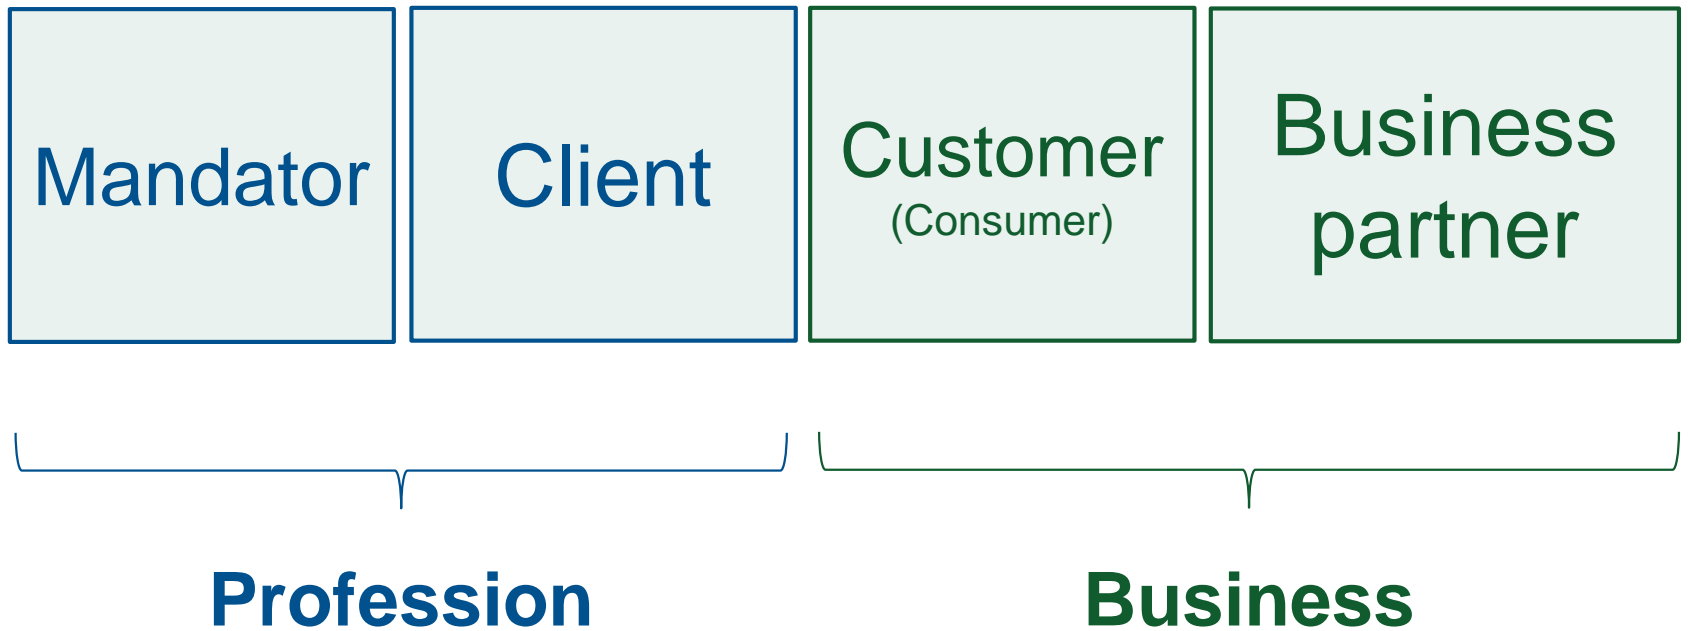 Mandator
Client
Customer
(Consumer)
Business
partner
Profession
Business